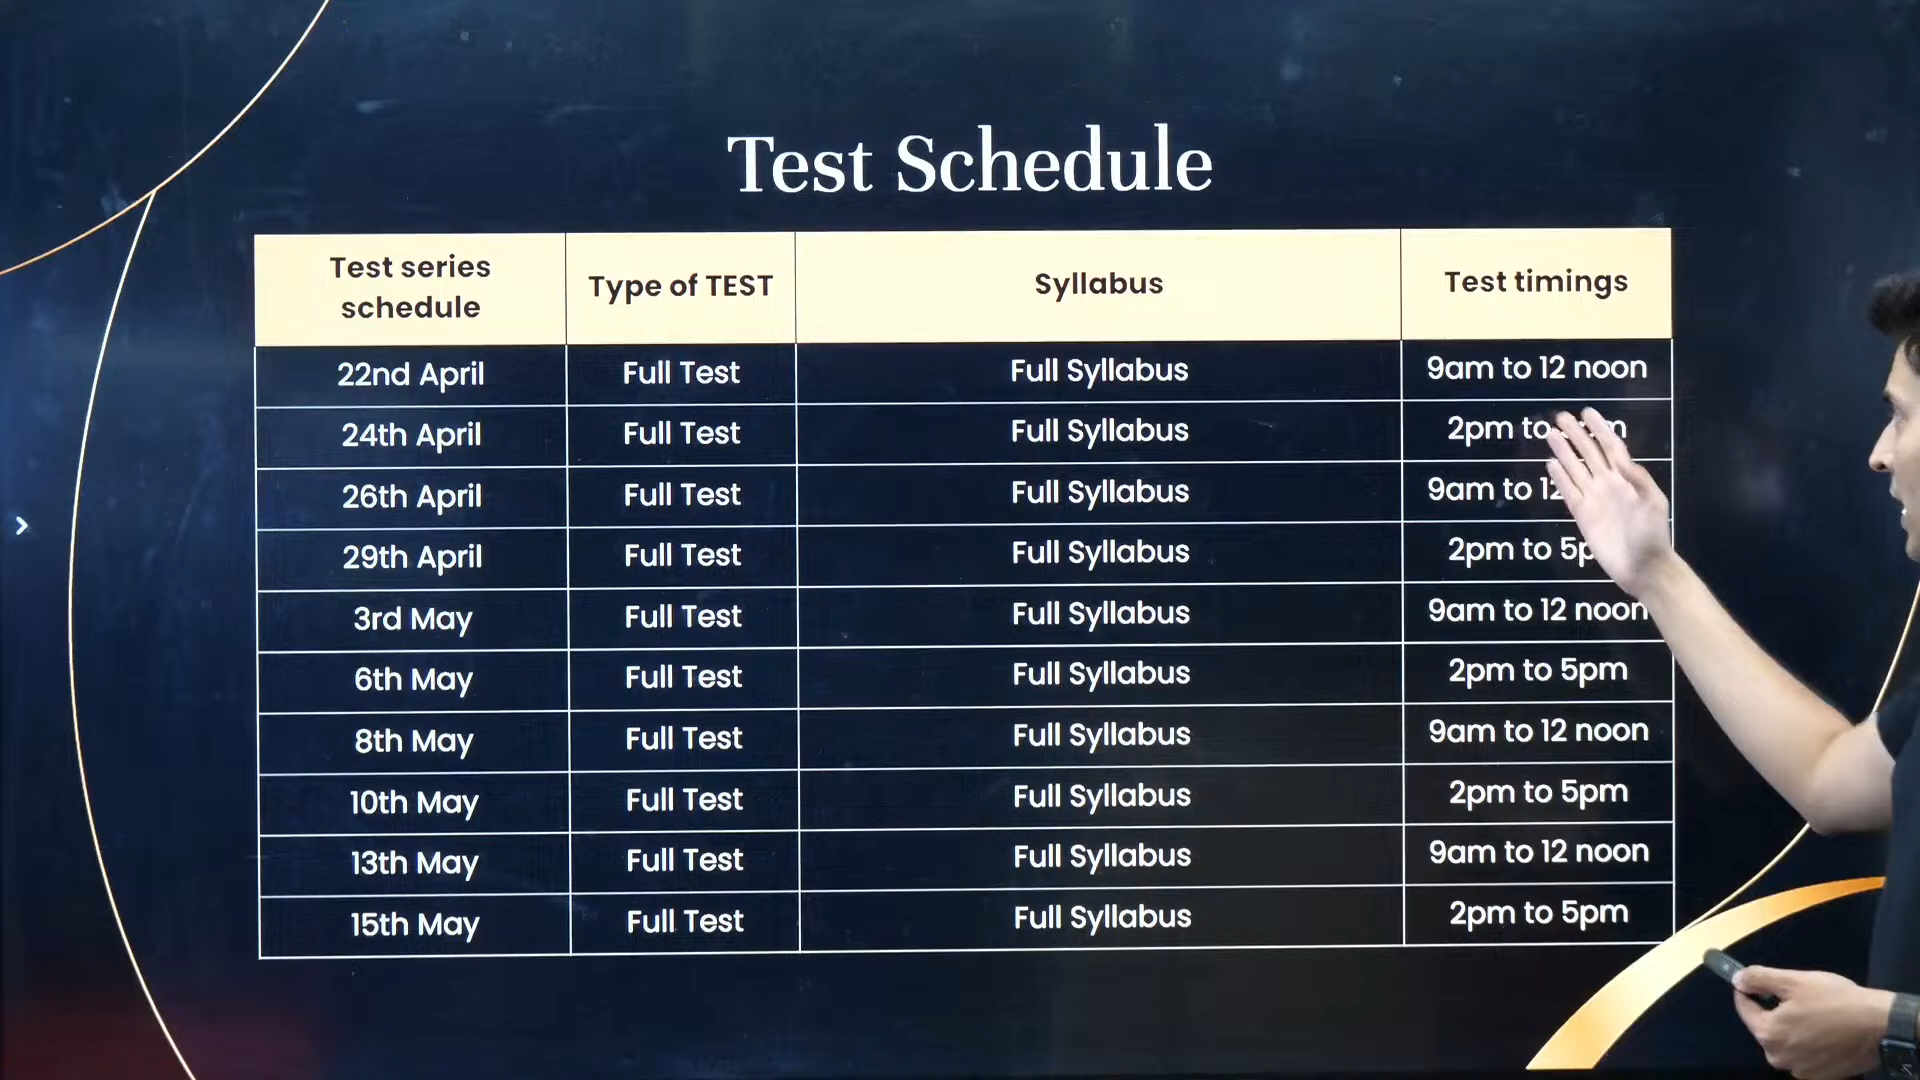 Test Schedule
Test series
schedule
Type of TEST
Syllabus
Test timings
22nd April
Full Test
Full Syllabus
9am to 12 noon
24th April
Full Test
Full Syllabus
2pm to
26th April
Full Test
Full Syllabus
9am to 12
29th April
Full Test
Full Syllabus
2pm to
3rd May
Full Test
Full Syllabus
9am to 12 noon
6th May
Full Test
Full Syllabus
2pm to 5pm
8th May
Full Test
Full Syllabus
9am to 12 noon
10th May
Full Test
Full Syllabus
2pm to 5pm
13th May
Full Test
Full Syllabus
9am to 12 noon
15th May
Full Test
Full Syllabus
2pm to 5pm